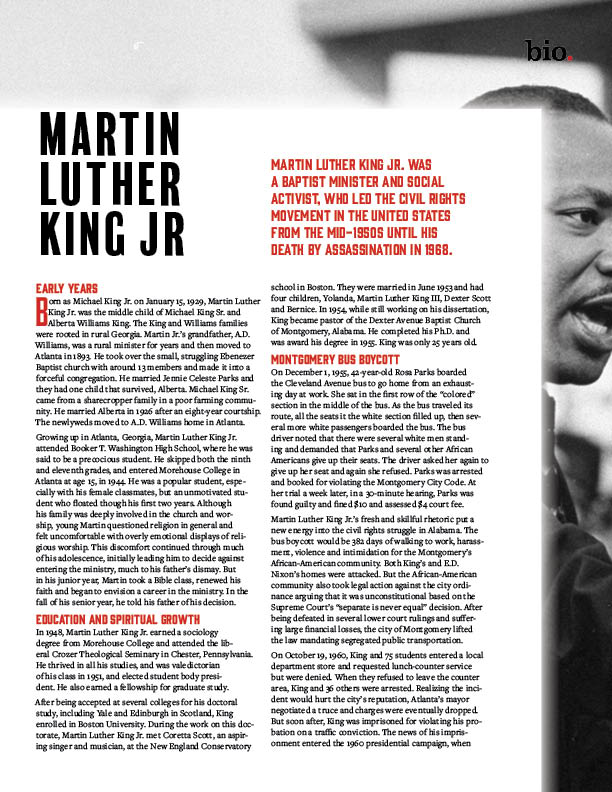 bio.
MARTIN
LUTHER
KING JR
MARTIN LUTHER KING JR. WAS
A BAPTIST MINISTER AND SOCIAL
ACTIVIST, WHO LED THE CIVIL RIGHTS
MOVEMENT IN THE UNITED STATES
FROM THE MID-1950S UNTIL HIS
DEATH BY ASSASSINATION IN 1968.
EARLY YEARS
Born as Michael King Jr. on January 15, 1929, Martin Luther
King Jr. was the middle child of Michael King Sr. and
Alberta Williams King. The King and Williams families
were rooted in rural Georgia. Martin Jr.'s grandfather, A.D.
Williams, was a rural minister for years and then moved to
Atlanta in 1893. He took over the small, struggling Ebenezer
Baptist church with around 13 members and made it into a
forceful congregation. He married Jennie Celeste Parks and
they had one child that survived, Alberta. Michael King Sr.
came from a sharecropper family in a poor farming commu-
nity. He married Alberta in 1926 after an eight-year courtship.
The newlyweds moved to A.D. Williams home in Atlanta.
Growing up in Atlanta, Georgia, Martin Luther King Jr.
attended Booker T. Washington High School, where he was
said to be a precocious student. He skipped both the ninth
and eleventh grades, and entered Morehouse College in
Atlanta at age 15, in 1944. He was a popular student, espe-
cially with his female classmates, but an unmotivated stu-
dent who floated though his first two years. Although
his family was deeply involved in the church and wor-
ship, young Martin questioned religion in general and
felt uncomfortable with overly emotional displays of reli-
gious worship. This discomfort continued through much
of his adolescence, initially leading him to decide against
entering the ministry, much to his father's dismay. But
in his junior year, Martin took a Bible class, renewed his
faith and began to envision a career in the ministry. In the
fall of his senior year, he told his father of his decision.
EDUCATION AND SPIRITUAL GROWTH
In 1948, Martin Luther King Jr. earned a sociology
degree from Morehouse College and attended the lib-
eral Crozer Theological Seminary in Chester, Pennsylvania.
He thrived in all his studies, and was valedictorian
of his class in 1951, and elected student body presi-
dent. He also earned a fellowship for graduate study.
After being accepted at several colleges for his doctoral
study, including Yale and Edinburgh in Scotland, King
enrolled in Boston University. During the work on this doc-
torate, Martin Luther King Jr. met Coretta Scott, an aspir-
ing singer and musician, at the New England Conservatory
school in Boston. They were married in June 1953 and had
four children, Yolanda, Martin Luther King III, Dexter Scott
and Bernice. In 1954, while still working on his dissertation,
King became pastor of the Dexter Avenue Baptist Church
of Montgomery, Alabama. He completed his Ph.D. and
was award his degree in 1955. King was only 25 years old.
MONTGOMERY BUS BOYCOTT
On December 1, 1955, 42-year-old Rosa Parks boarded
the Cleveland Avenue bus to go home from an exhaust-
ing day at work. She sat in the first row of the "colored"
section in the middle of the bus. As the bus traveled its
route, all the seats it the white section filled up, then sev-
eral more white passengers boarded the bus. The bus
driver noted that there were several white men stand-
ing and demanded that Parks and several other African
Americans give up their seats. The driver asked her again to
give up her seat and again she refused. Parks was arrested
and booked for violating the Montgomery City Code. At
her trial a week later, in a 30-minute hearing, Parks was
found guilty and fined $10 and assessed $4 court fee.
Martin Luther King Jr.'s fresh and skillful rhetoric put a
new energy into the civil rights struggle in Alabama. The
bus boycott would be 382 days of walking to work, harass-
ment, violence and intimidation for the Montgomery's
African-American community. Both King's and E.D.
Nixon's homes were attacked. But the African-American
community also took legal action against the city ordi-
nance arguing that it was unconstitutional based on the
Supreme Court's "separate is never equal" decision. After
being defeated in several lower court rulings and suffer-
ing large financial losses, the city of Montgomery lifted
the law mandating segregated public transportation.
On October 19, 1960, King and 75 students entered a local
department store and requested lunch-counter service
but were denied. When they refused to leave the counter
area, King and 36 others were arrested. Realizing the inci-
dent would hurt the city's reputation, Atlanta's mayor
negotiated a truce and charges were eventually dropped.
But soon after, King was imprisoned for violating his pro-
bation on a traffic conviction. The news of his impris-
onment entered the 1960 presidential campaign, when